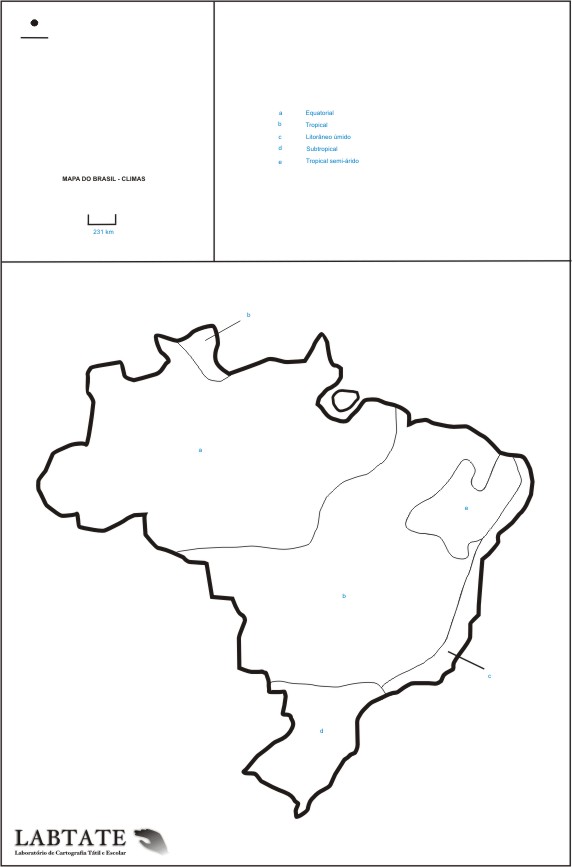 MAPA DO BRASIL - CLIMAS
231 km
a Equatorial
b Tropical
c Litorâneo úmido
d Subtropical
e Tropical semi-árido
b
a
e
b
c
d
LABTATE
Laboratório de Cartografia Tátil e Escolar